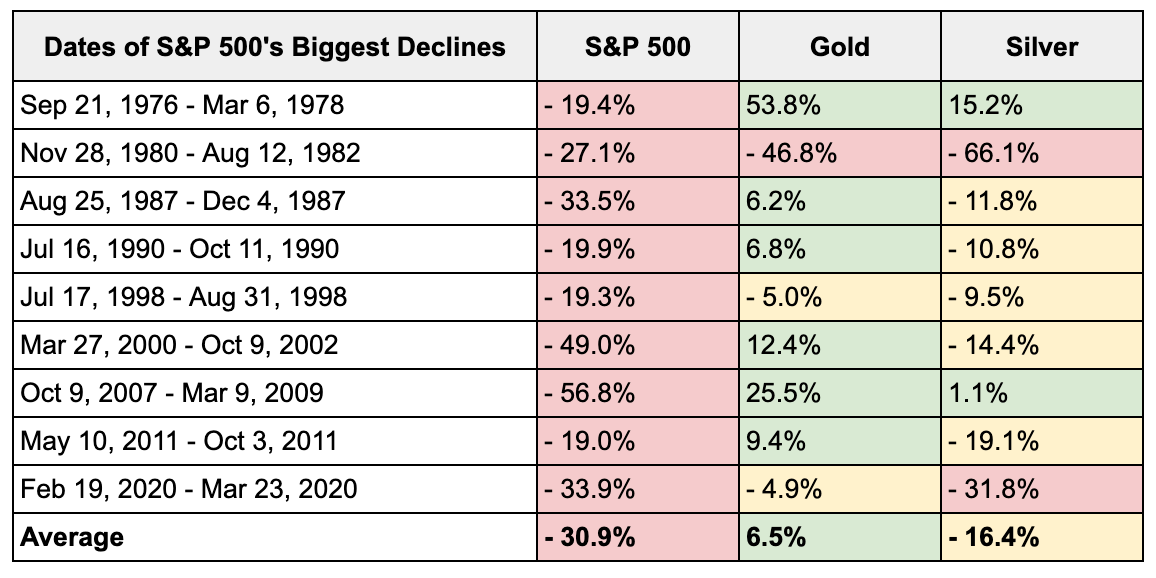 Dates of S&P 500's Biggest Declines S&P 500 Gold Silver
Sep 21, 1976 - Mar 6, 1978 - 19.4% 53.8% 15.2%
Nov 28, 1980 - Aug 12, 1982 - 27.1% - 46.8% - 66.1%
Aug 25, 1987 - Dec 4, 1987 - 33.5% 6.2% - 11.8%
Jul 16, 1990 - Oct 11, 1990 - 19.9% 6.8% - 10.8%
Jul 17, 1998 - Aug 31, 1998 - 19.3% - 5.0% - 9.5%
Mar 27, 2000 - Oct 9, 2002 - 49.0% 12.4% - 14.4%
Oct 9, 2007 - Mar 9, 2009 - 56.8% 25.5% 1.1%
May 10, 2011 - Oct 3, 2011 - 19.0% 9.4% - 19.1%
Feb 19, 2020 - Mar 23, 2020 - 33.9% - 4.9% - 31.8%
Average - 30.9% 6.5% - 16.4%